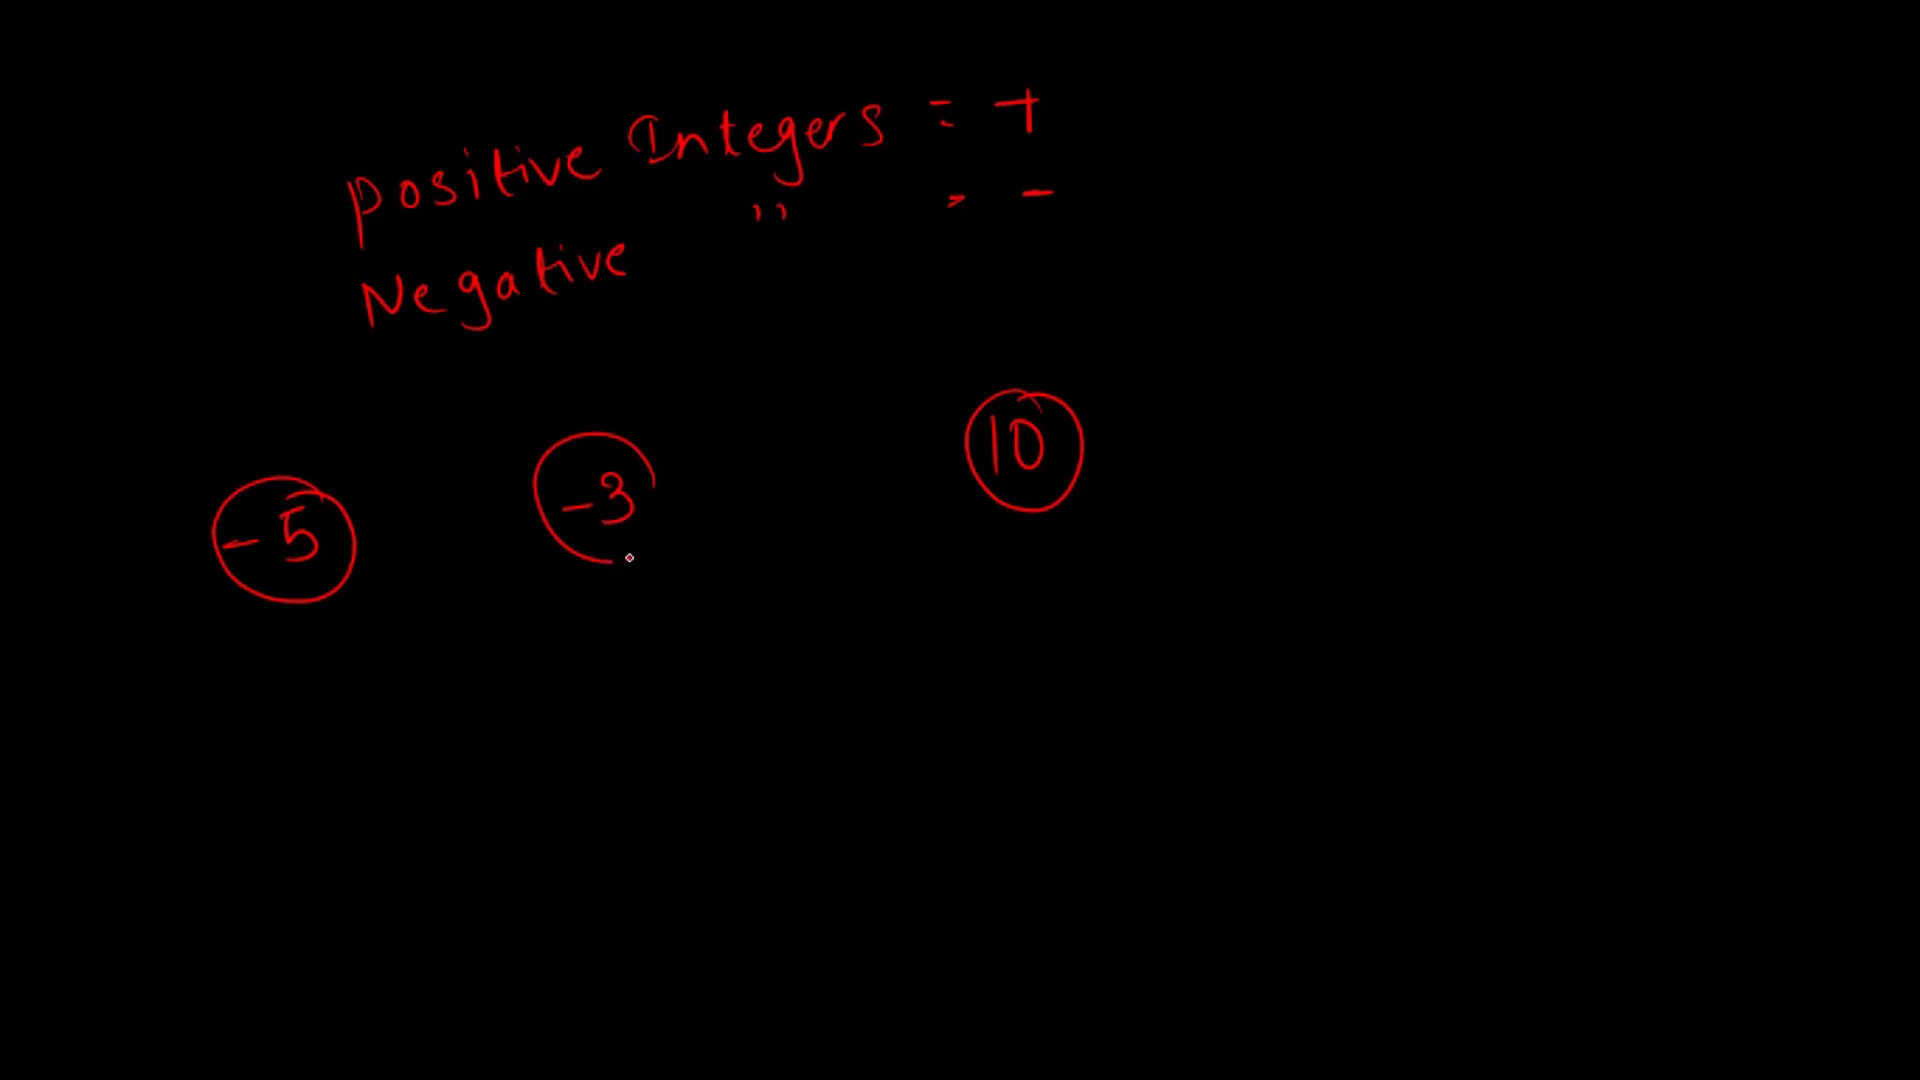 Positive Integers = +
Negative " = -
-5 -3 10